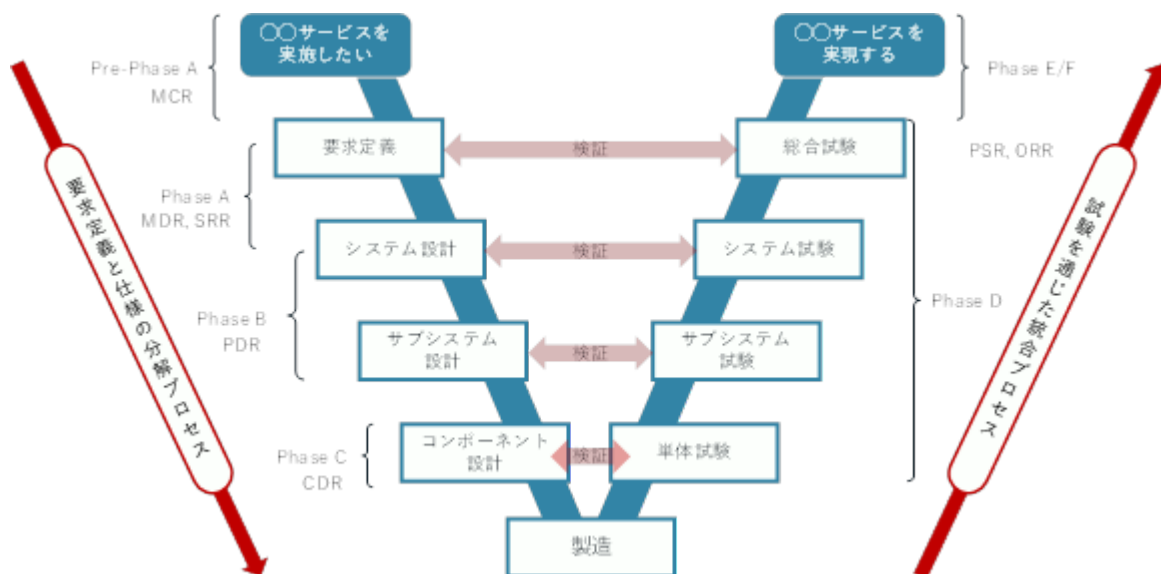 〇〇サービスを
実施したい
〇〇サービスを
実現する
Pre-Phase A
MCR
Phase E/F
要求定義
検証
総合試験
PSR, ORR
Phase A
MDR, SRR
システム設計
検証
システム試験
Phase B
PDR
サブシステム
設計
検証
サブシステム
試験
Phase D
Phase C
CDR
コンポーネント
設計
検証
単体試験
製造
要求定義と仕様の分解プロセス
試験を通じた統合プロセス